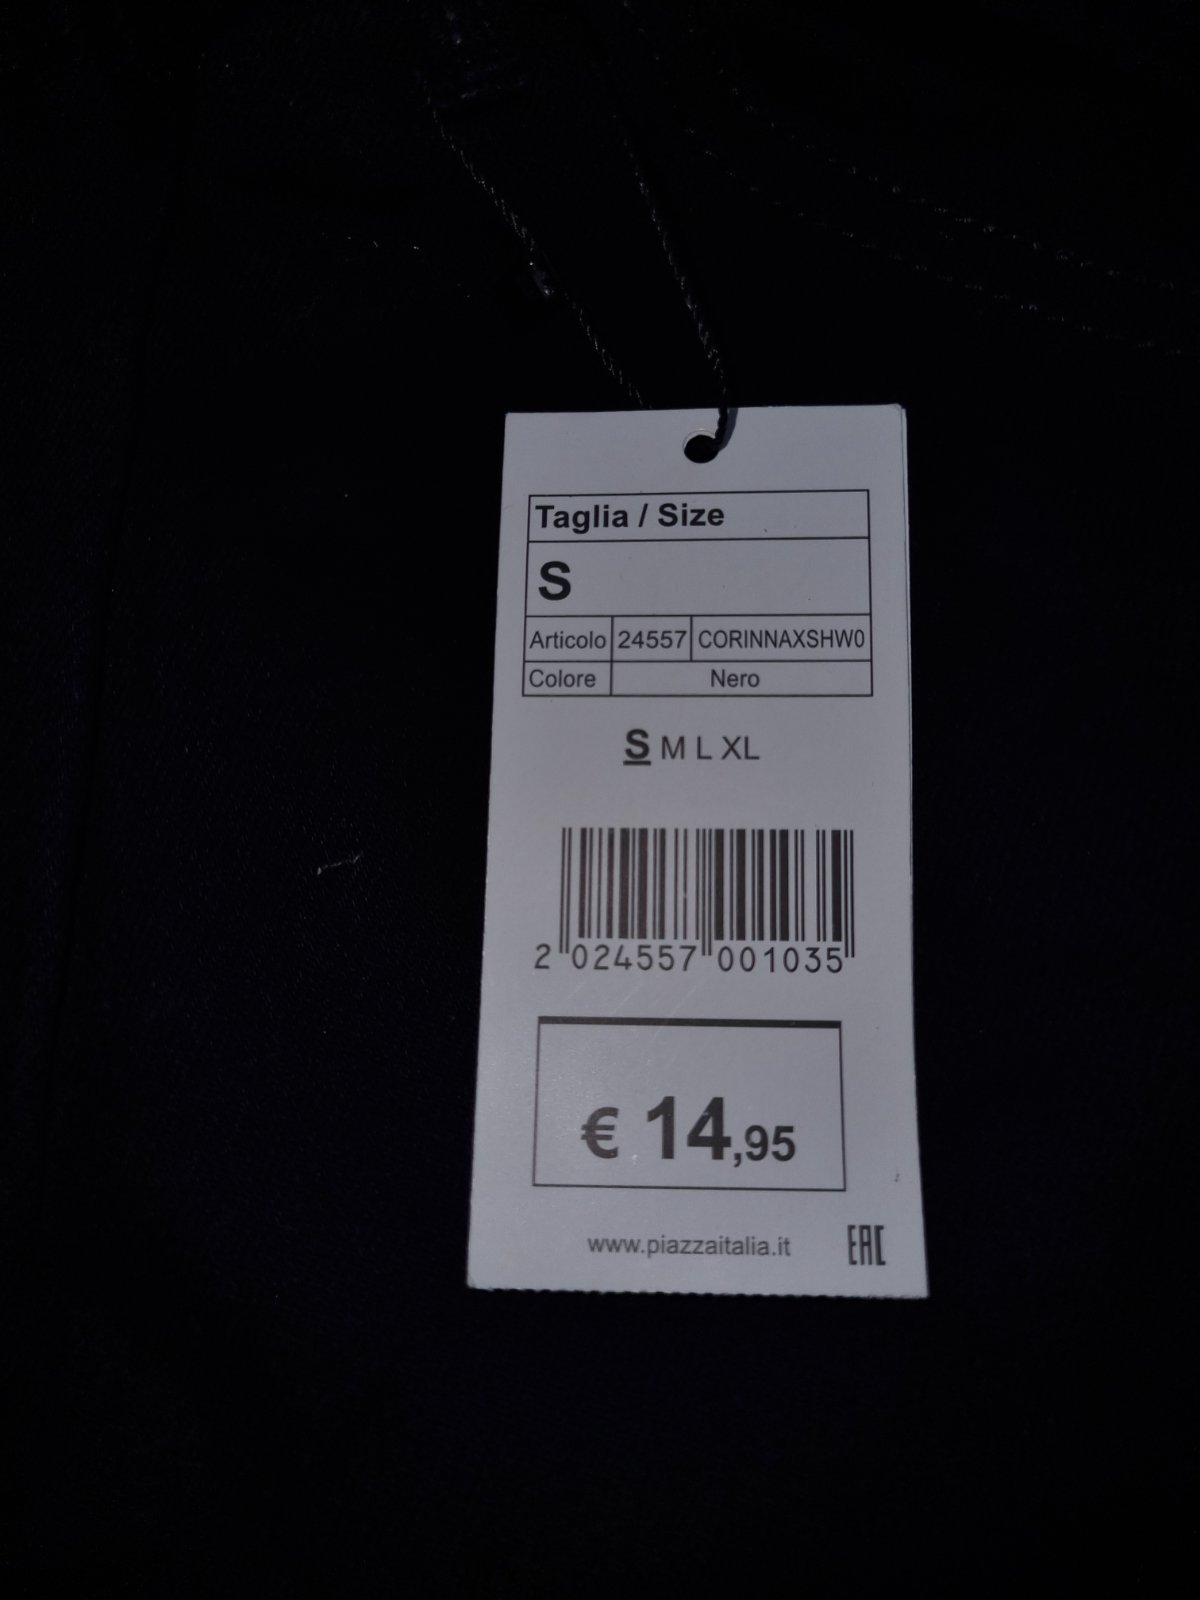 Taglia / Size
S
Articolo 24557 CORINNAXSHW0
Colore Nero
S M L XL
2 024557 001035
€ 14,95
www.piazzaitalia.it EAC